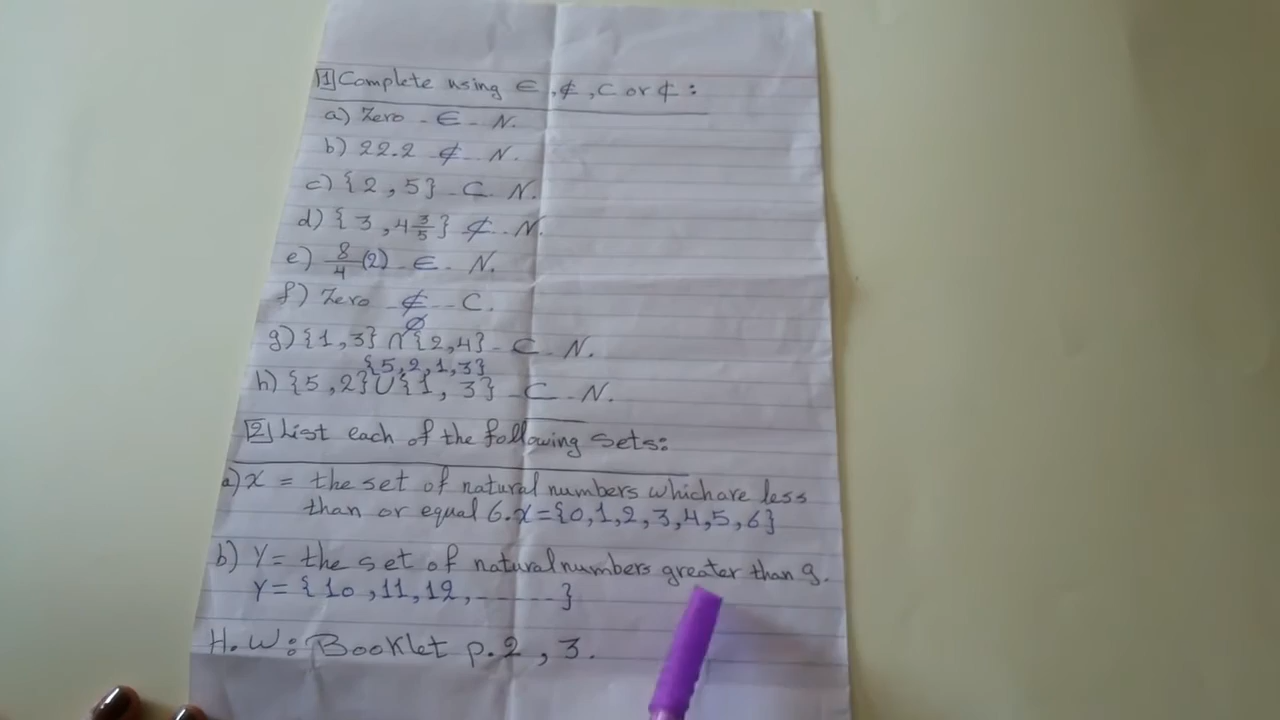 1 Complete using ∈, ∉, ⊂ or ⊄ :
a) Zero - ∈ - N.
b) 22.2 ∉ N.
c) {2, 5} - ⊂ N.
d) {3, 4 3/5} ⊄ - N.
e) 8/4 (2) - ∈ - N.
f) Zero - ∉ - - C.
∅
g) {1, 3} ∩ {2, 4} - ⊂ - N.
{5, 2, 1, 3}
h) {5, 2} ∪ {1, 3} - ⊂ - N.
2 List each of the following sets:
a) X = the set of natural numbers which are less
than or equal 6. X = {0, 1, 2, 3, 4, 5, 6}
b) Y = the set of natural numbers greater than 9.
Y = {10, 11, 12, ------}
H.W: Booklet p. 2, 3.